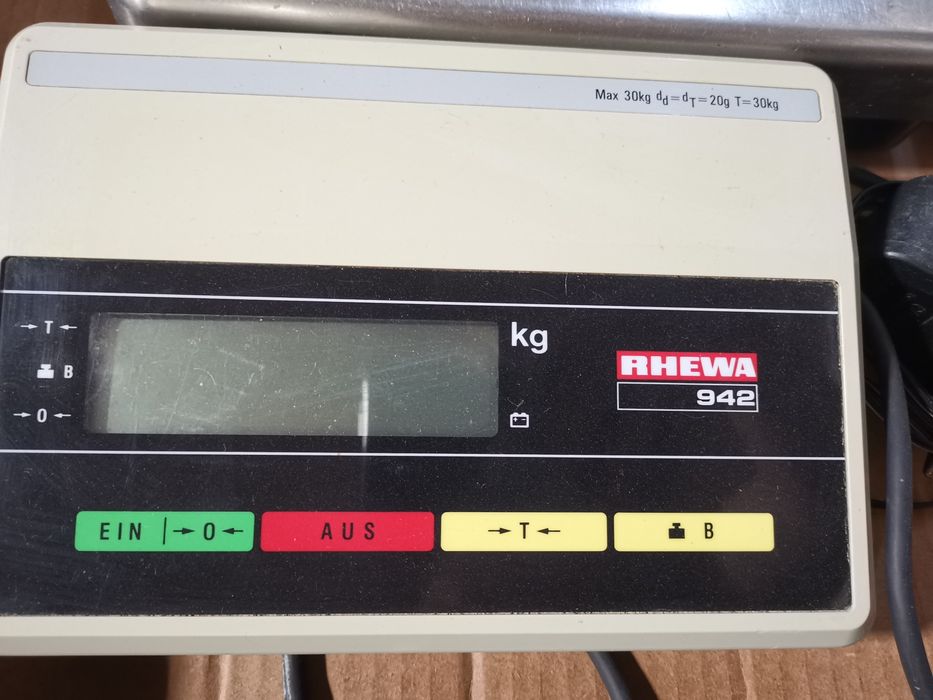 Max 30kg dd=dT=20g T=30kg
→T← kg
B
→0←
RHEWA
942
EIN →0← AUS →T← B